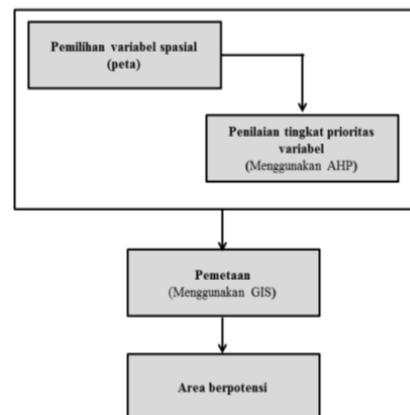 Pemilihan variabel spasial
(peta)
Penilaian tingkat prioritas
variabel
(Menggunakan AHP)
Pemetaan
(Menggunakan GIS)
Area berpotensi